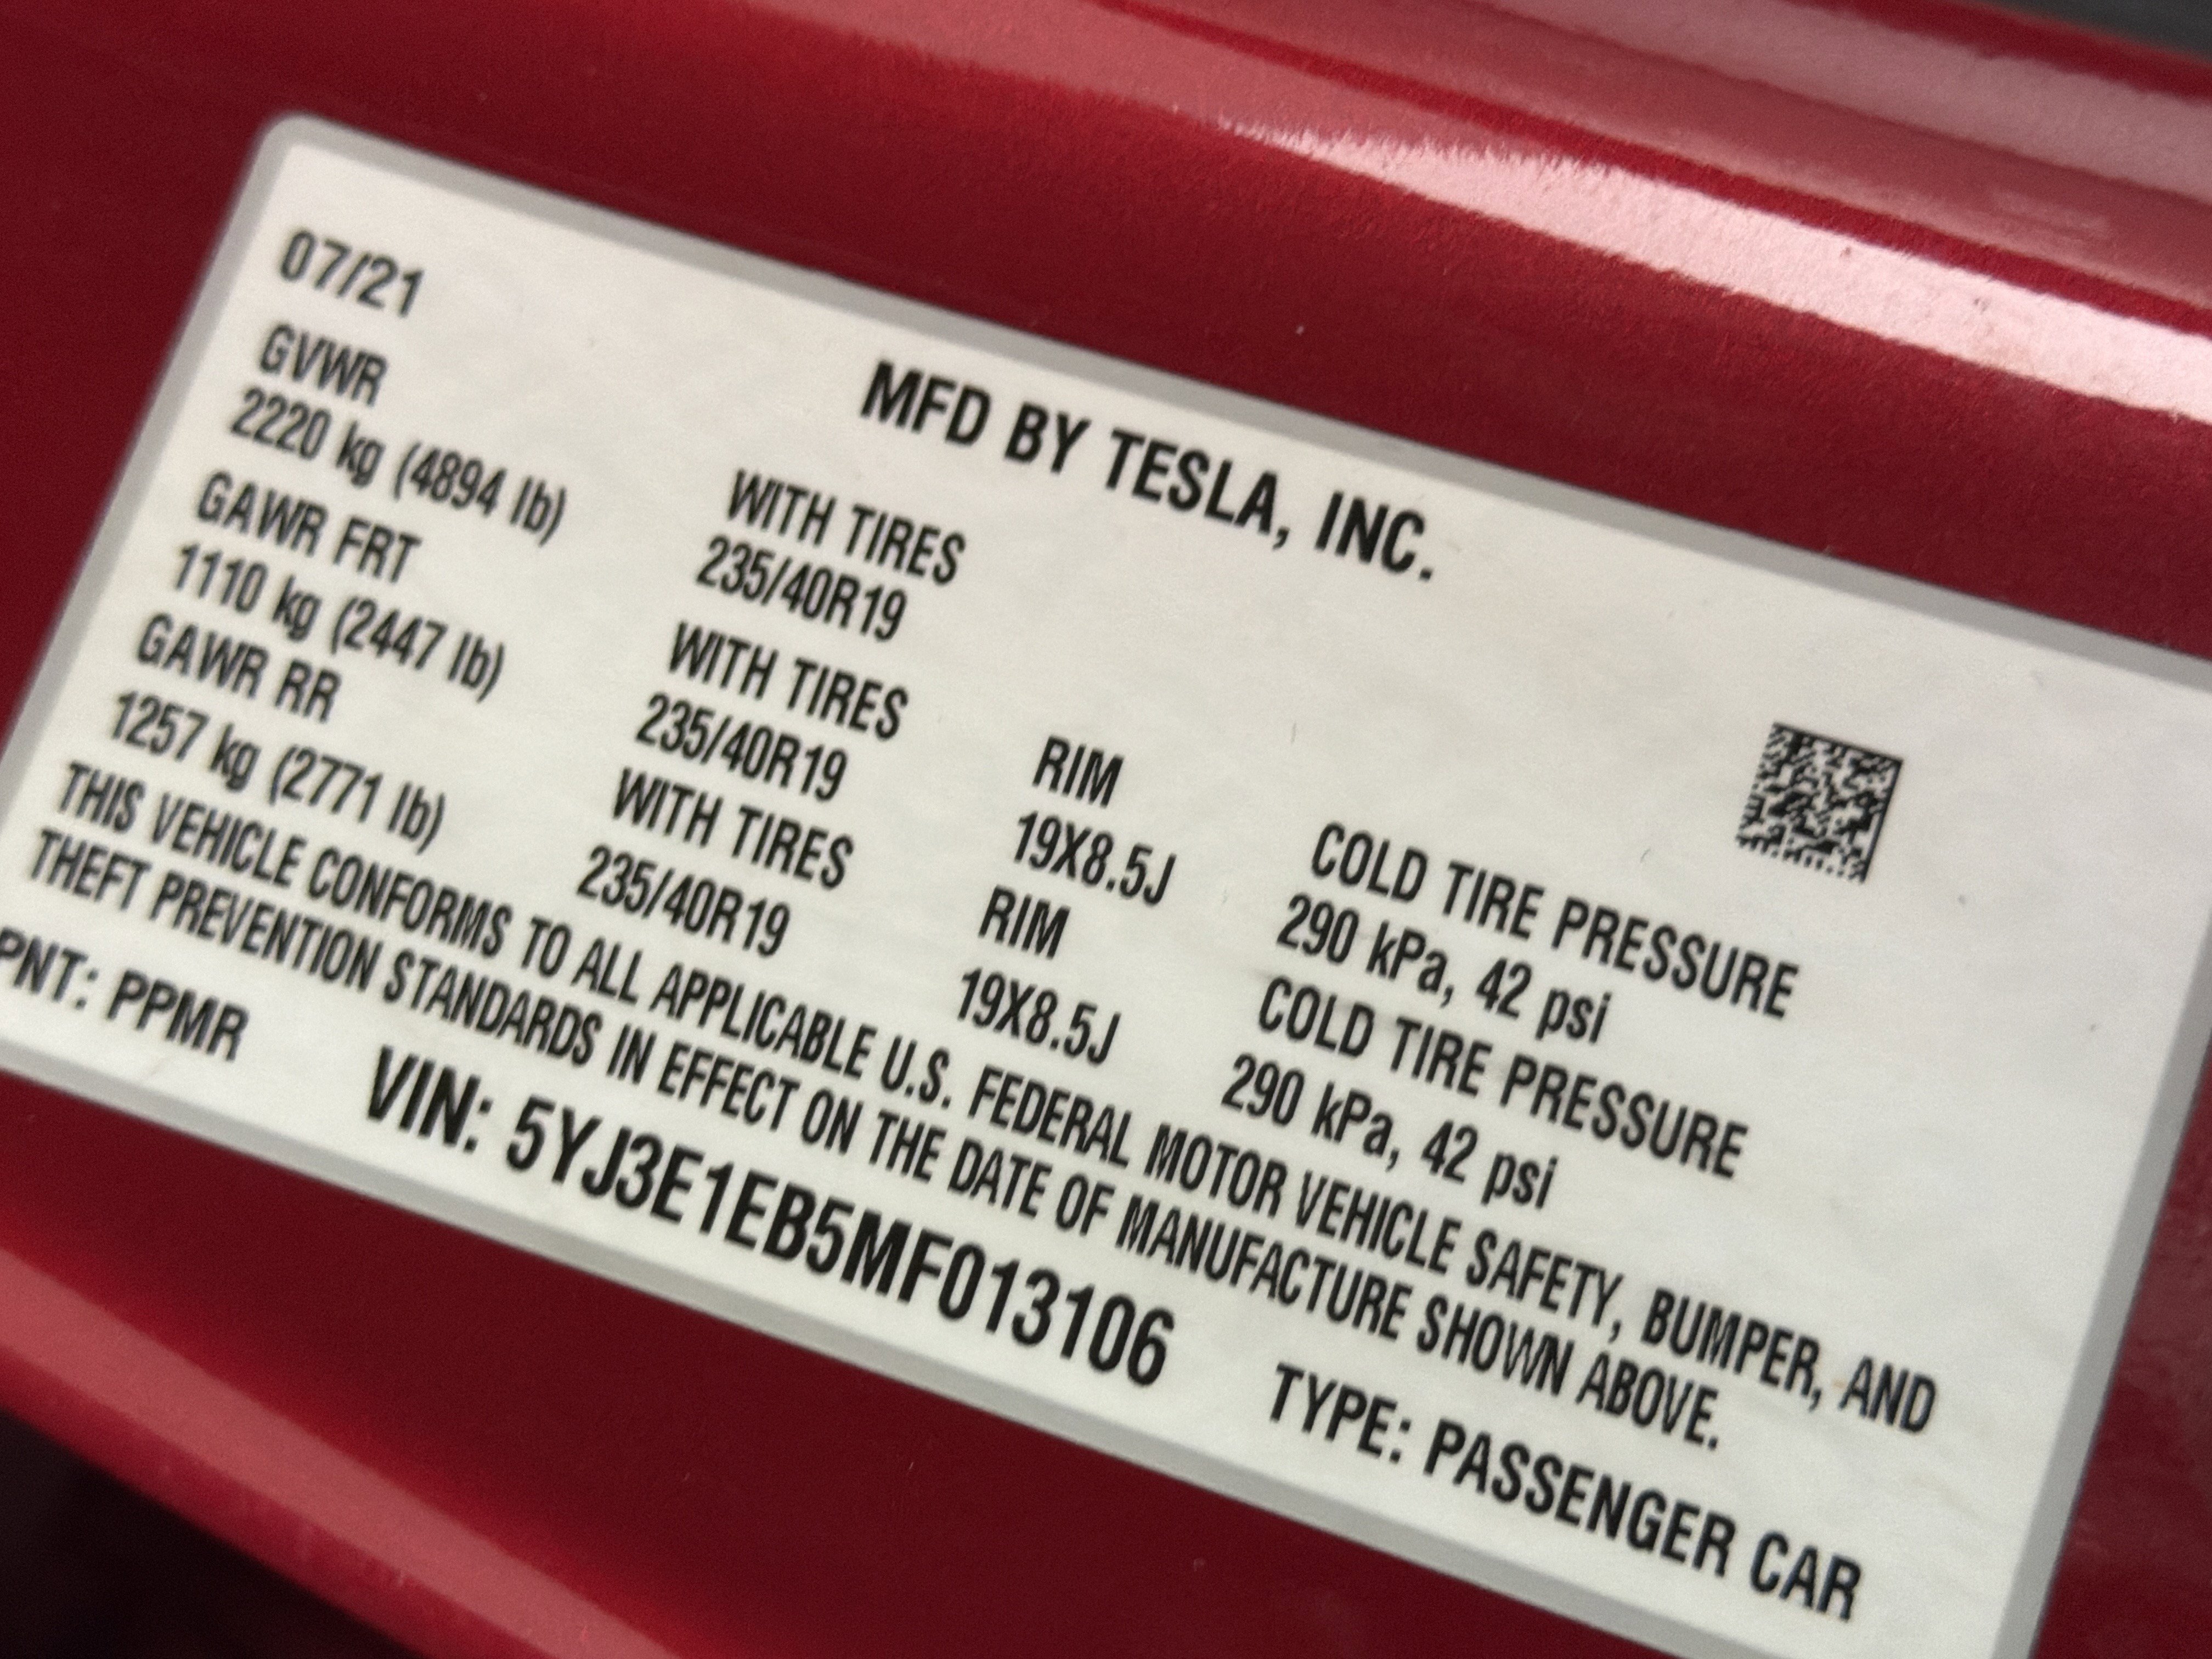 07/21
MFD BY TESLA, INC.
GVWR
2220 kg (4894 lb) WITH TIRES
235/40R19
GAWR FRT
1110 kg (2447 lb) WITH TIRES RIM COLD TIRE PRESSURE
235/40R19 19X8.5J 290 kPa, 42 psi
GAWR RR
1257 kg (2771 lb) WITH TIRES RIM COLD TIRE PRESSURE
235/40R19 19X8.5J 290 kPa, 42 psi
THIS VEHICLE CONFORMS TO ALL APPLICABLE U.S. FEDERAL MOTOR VEHICLE SAFETY, BUMPER, AND
THEFT PREVENTION STANDARDS IN EFFECT ON THE DATE OF MANUFACTURE SHOWN ABOVE.
PNT: PPMR VIN: 5YJ3E1EB5MF013106 TYPE: PASSENGER CAR